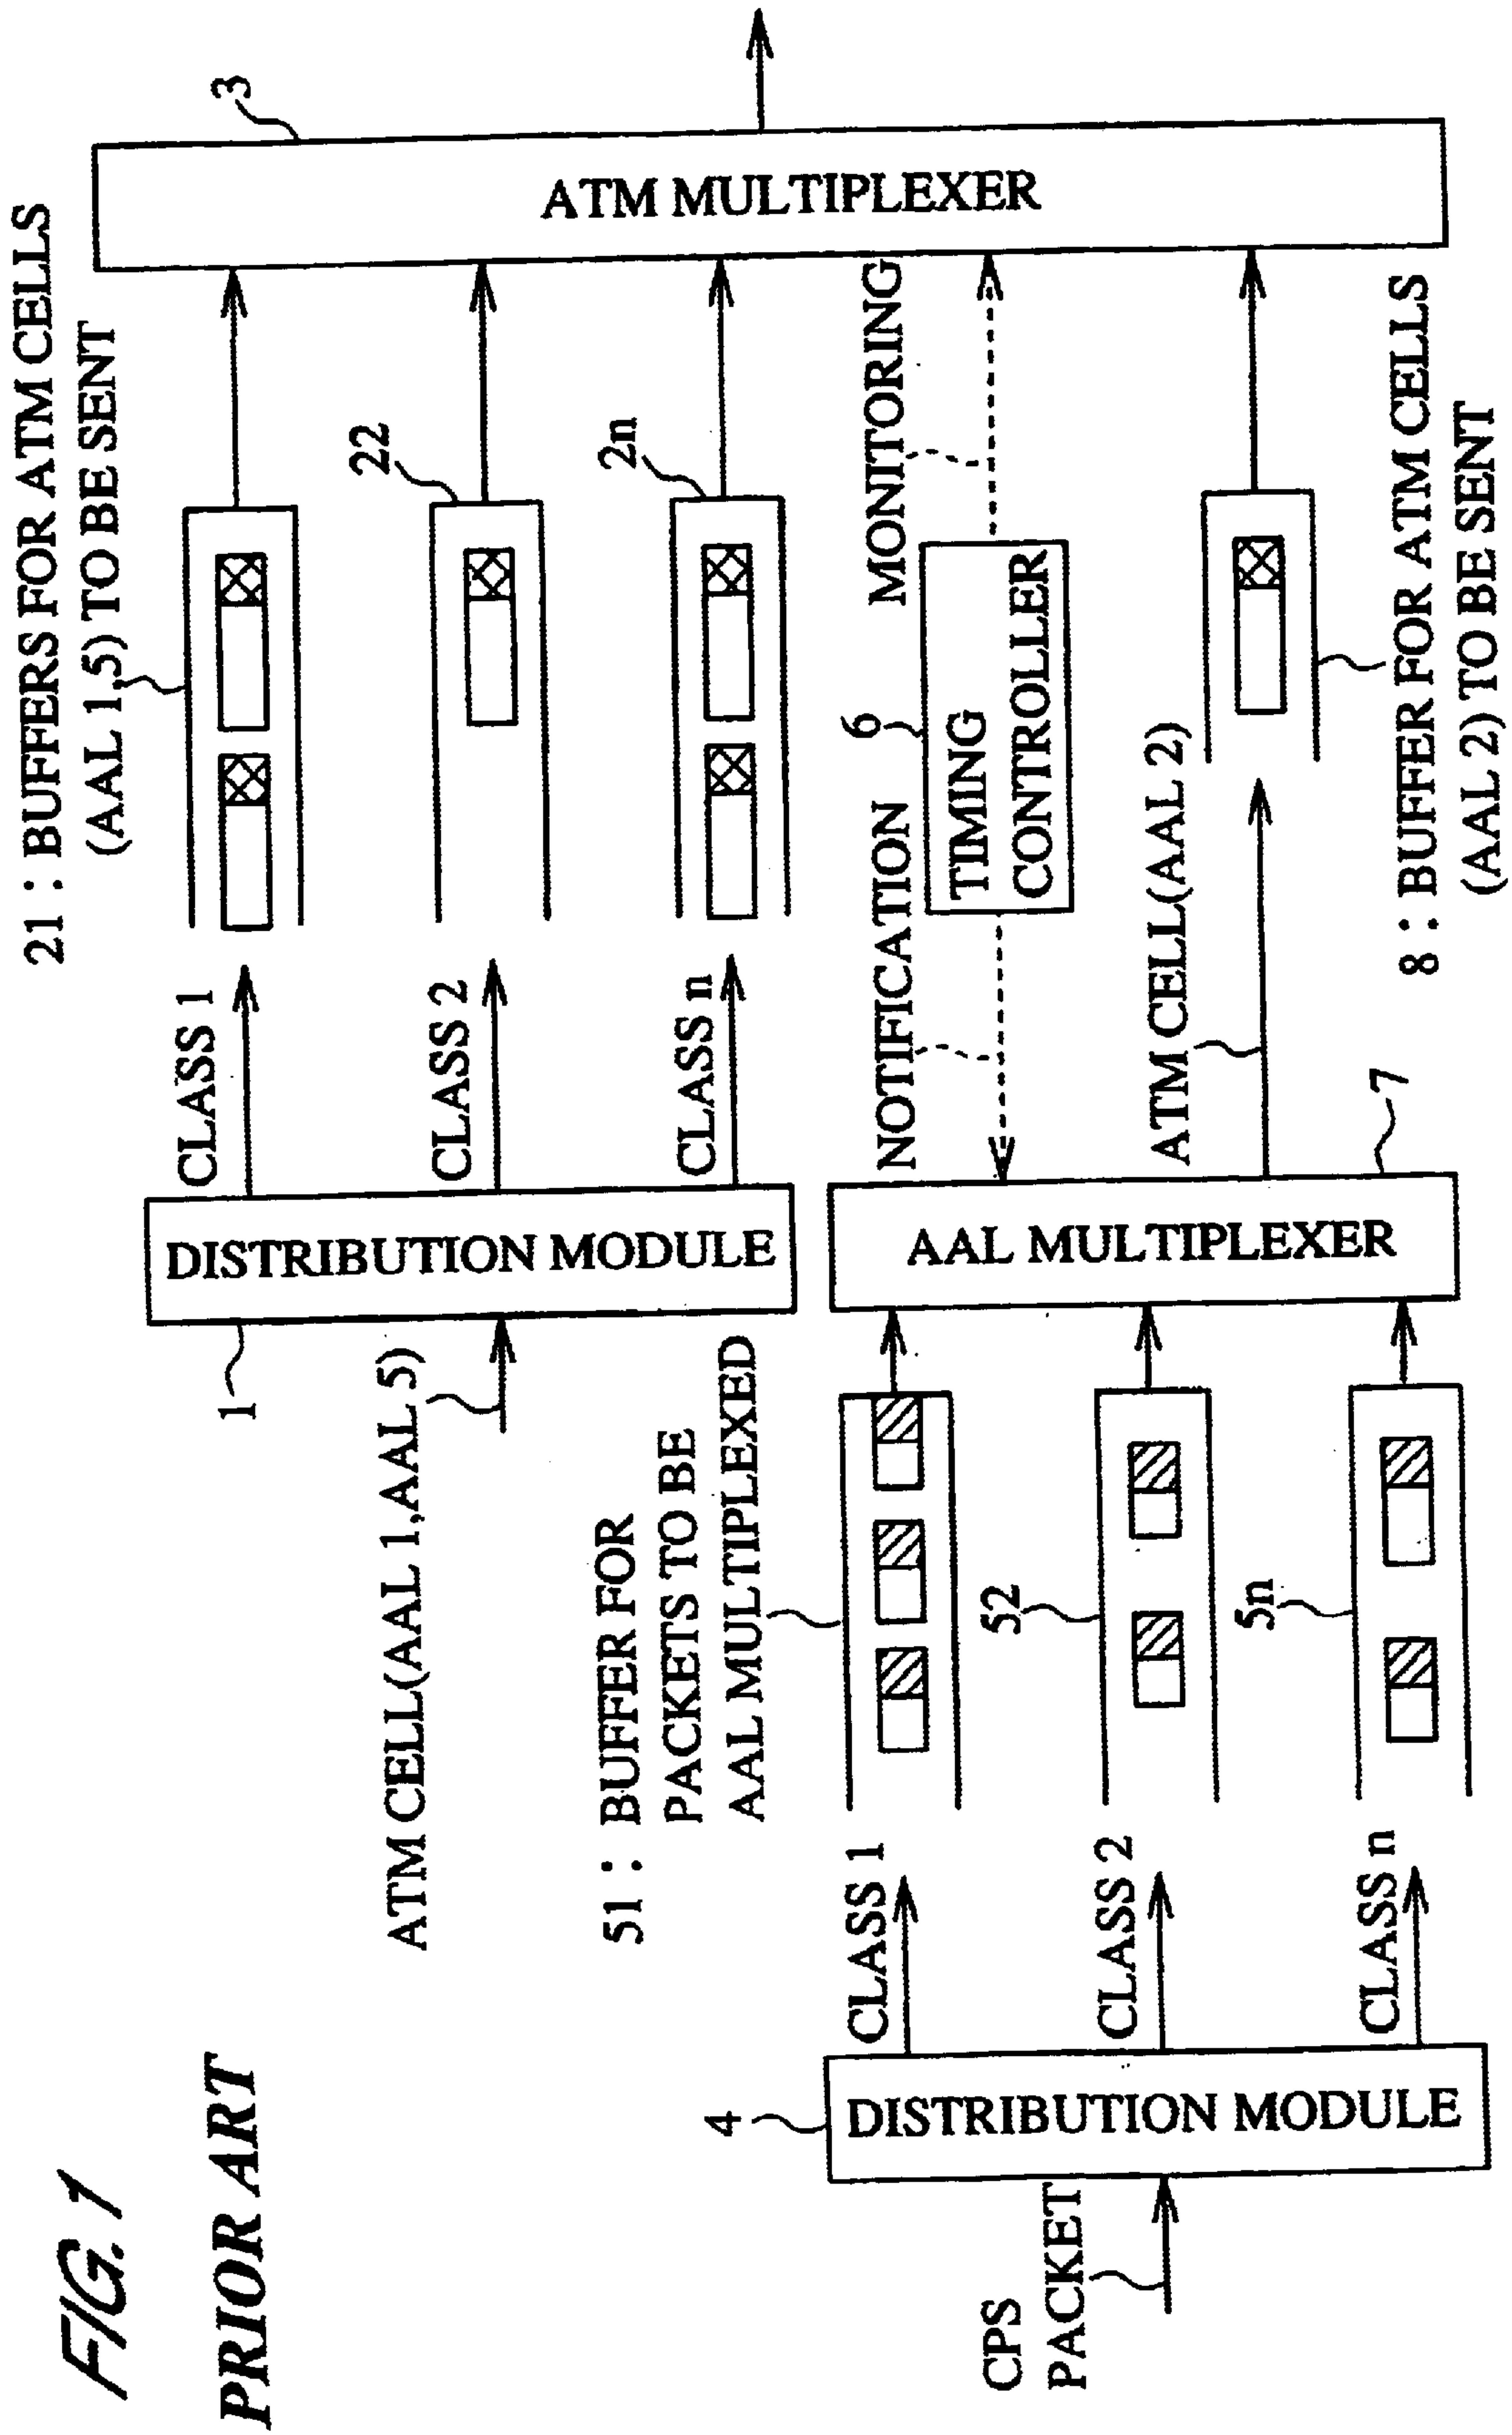 FIG. 1
PRIOR ART
21 : BUFFERS FOR ATM CELLS
(AAL 1,5) TO BE SENT
3
ATM MULTIPLEXER
22
2n
CLASS 1
CLASS 2
CLASS n
DISTRIBUTION MODULE
1
ATM CELL(AAL 1,AAL 5)
MONITORING
6
TIMING
CONTROLLER
NOTIFICATION
ATM CELL(AAL 2)
8 : BUFFER FOR ATM CELLS
(AAL 2) TO BE SENT
7
AAL MULTIPLEXER
51 : BUFFER FOR
PACKETS TO BE
AAL MULTIPLEXED
52
5n
CLASS 1
CLASS 2
CLASS n
4
DISTRIBUTION MODULE
CPS
PACKET